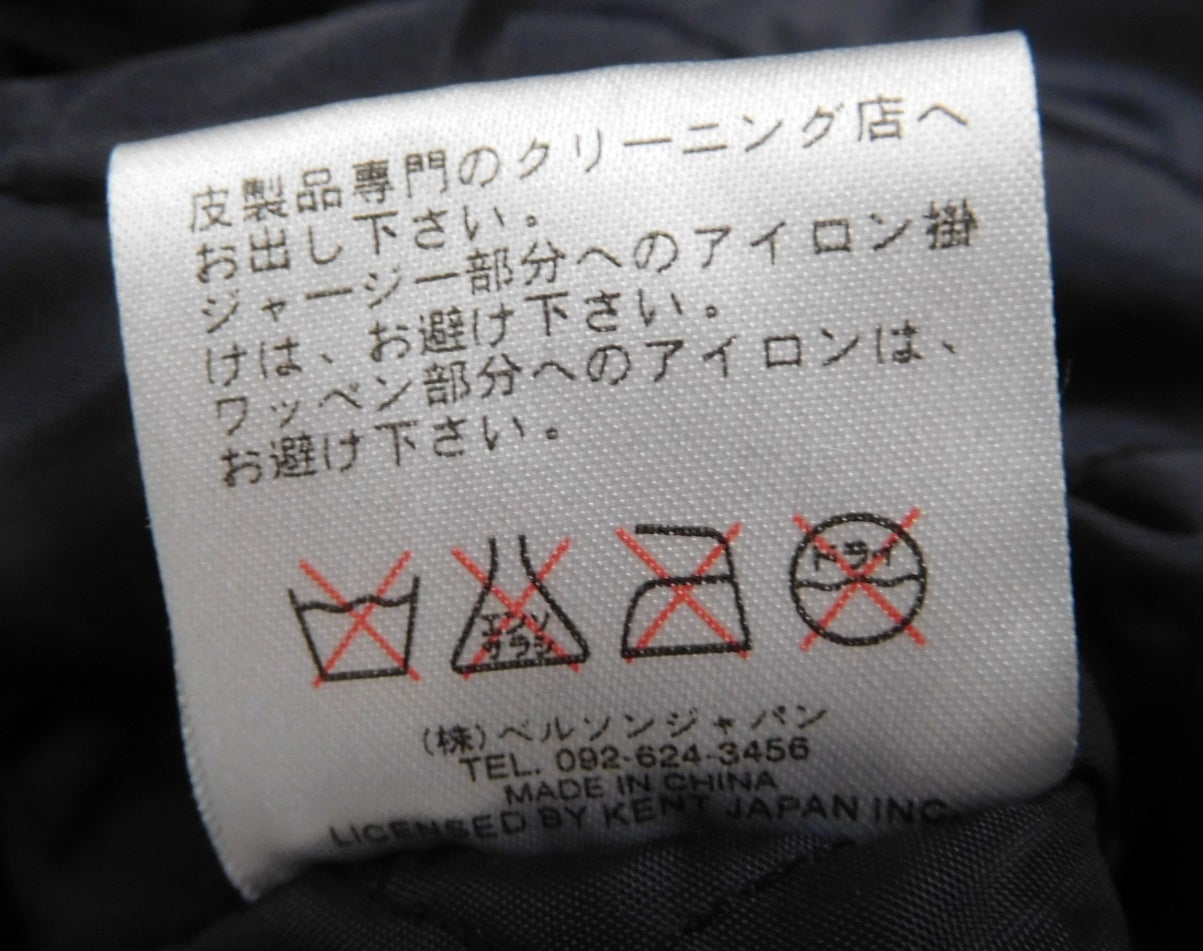 皮製品専門のクリーニング店へ
お出し下さい。
ジャージー部分へのアイロン掛
けは、お避け下さい。
ワッペン部分へのアイロンは、
お避け下さい。
エンソ
サラシ
ドライ
(株)ベルソンジャパン
TEL. 092-624-3456
MADE IN CHINA
LICENSED BY KENT JAPAN INC.